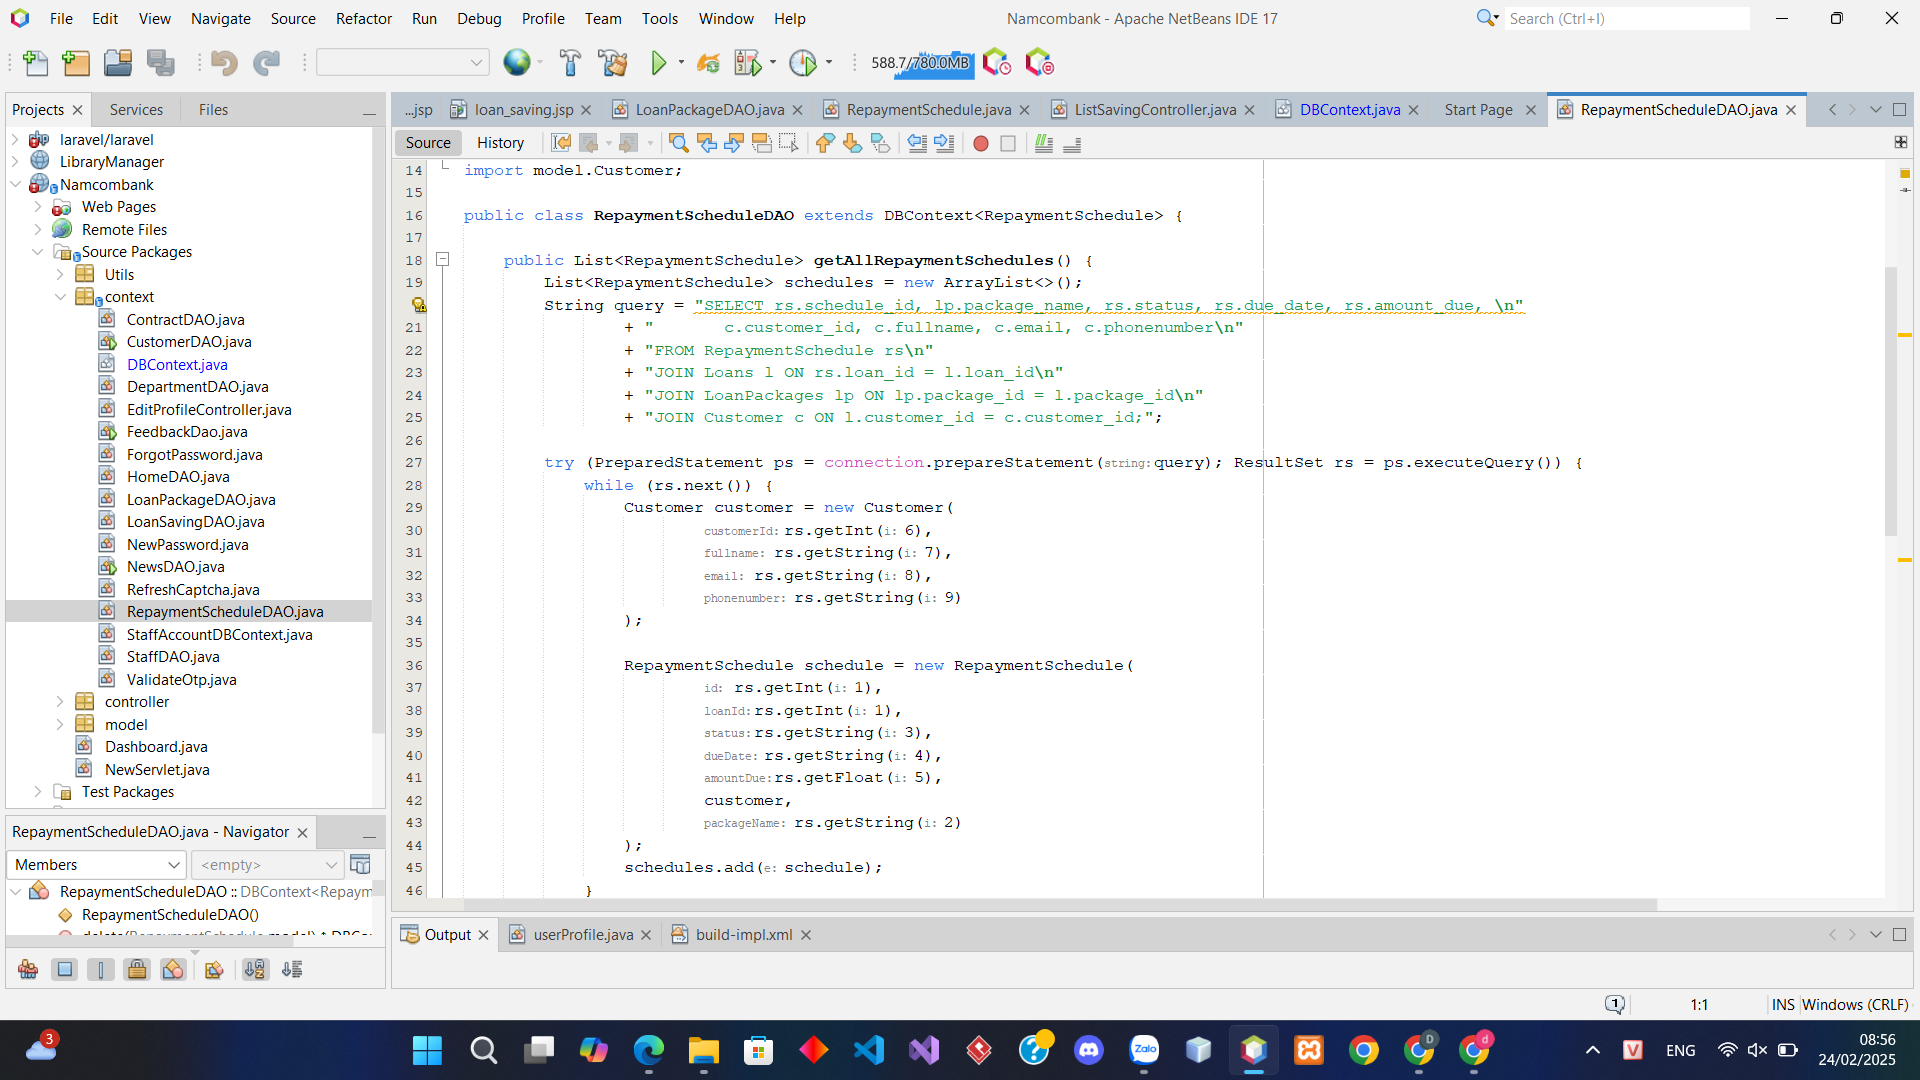 File Edit View Navigate Source Refactor Run Debug Profile Team Tools Window Help
Namcombank - Apache NetBeans IDE 17
Search (Ctrl+I)
588.7/780.0MB
Projects
Services
Files
...jsp
loan_saving.jsp
LoanPackageDAO.java
RepaymentSchedule.java
ListSavingController.java
DBContext.java
Start Page
RepaymentScheduleDAO.java
Source
History
laravel/laravel
LibraryManager
Namcombank
Web Pages
Remote Files
Source Packages
Utils
context
ContractDAO.java
CustomerDAO.java
DBContext.java
DepartmentDAO.java
EditProfileController.java
FeedbackDao.java
ForgotPassword.java
HomeDAO.java
LoanPackageDAO.java
LoanSavingDAO.java
NewPassword.java
NewsDAO.java
RefreshCaptcha.java
RepaymentScheduleDAO.java
StaffAccountDBContext.java
StaffDAO.java
ValidateOtp.java
controller
model
Dashboard.java
NewServlet.java
Test Packages
14 import model.Customer;
15
16 public class RepaymentScheduleDAO extends DBContext<RepaymentSchedule> {
17
18 public List<RepaymentSchedule> getAllRepaymentSchedules() {
19 List<RepaymentSchedule> schedules = new ArrayList<>();
String query = "SELECT rs.schedule_id, lp.package_name, rs.status, rs.due_date, rs.amount_due, \n"
21 + "       c.customer_id, c.fullname, c.email, c.phonenumber\n"
22 + "FROM RepaymentSchedule rs\n"
23 + "JOIN Loans l ON rs.loan_id = l.loan_id\n"
24 + "JOIN LoanPackages lp ON lp.package_id = l.package_id\n"
25 + "JOIN Customer c ON l.customer_id = c.customer_id;";
26
27 try (PreparedStatement ps = connection.prepareStatement(string: query); ResultSet rs = ps.executeQuery()) {
28 while (rs.next()) {
29 Customer customer = new Customer(
30 customerId: rs.getInt(i: 6),
31 fullname: rs.getString(i: 7),
32 email: rs.getString(i: 8),
33 phonenumber: rs.getString(i: 9)
34 );
35
36 RepaymentSchedule schedule = new RepaymentSchedule(
37 id: rs.getInt(i: 1),
38 loanId: rs.getInt(i: 1),
39 status: rs.getString(i: 3),
40 dueDate: rs.getString(i: 4),
41 amountDue: rs.getFloat(i: 5),
42 customer,
43 packageName: rs.getString(i: 2)
44 );
45 schedules.add(e: schedule);
46 }
RepaymentScheduleDAO.java - Navigator
Members
<empty>
RepaymentScheduleDAO :: DBContext<Repaym
RepaymentScheduleDAO()
Output
userProfile.java
build-impl.xml
1
1:1
INS
Windows (CRLF)
3
Zalo
D
d
V
ENG
08:56
24/02/2025